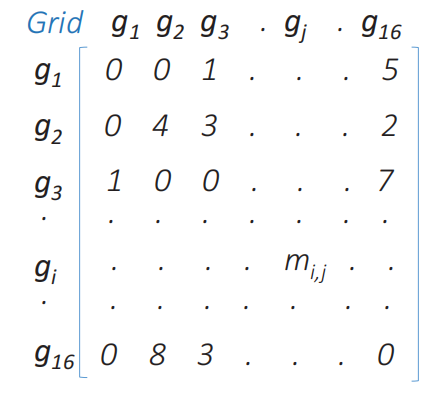 Grid g1 g2 g3 . gj . g16
g1 0 0 1 . . . 5
g2 0 4 3 . . . 2
g3 1 0 0 . . . 7
. . . . . . . .
gi . . . . mi,j . .
. . . . . . . .
g16 0 8 3 . . . 0